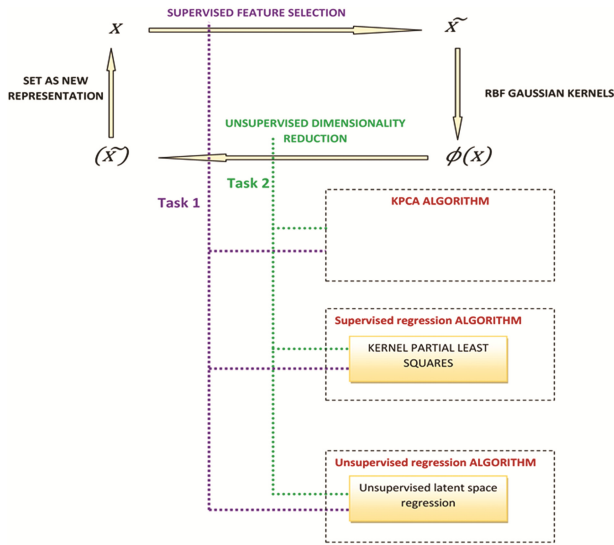 SUPERVISED FEATURE SELECTION
x
x̃
SET AS NEW
REPRESENTATION
RBF GAUSSIAN KERNELS
UNSUPERVISED DIMENSIONALITY
REDUCTION
(x̃)
ϕ(x)
Task 2
Task 1
KPCA ALGORITHM
Supervised regression ALGORITHM
KERNEL PARTIAL LEAST
SQUARES
Unsupervised regression ALGORITHM
Unsupervised latent space
regression